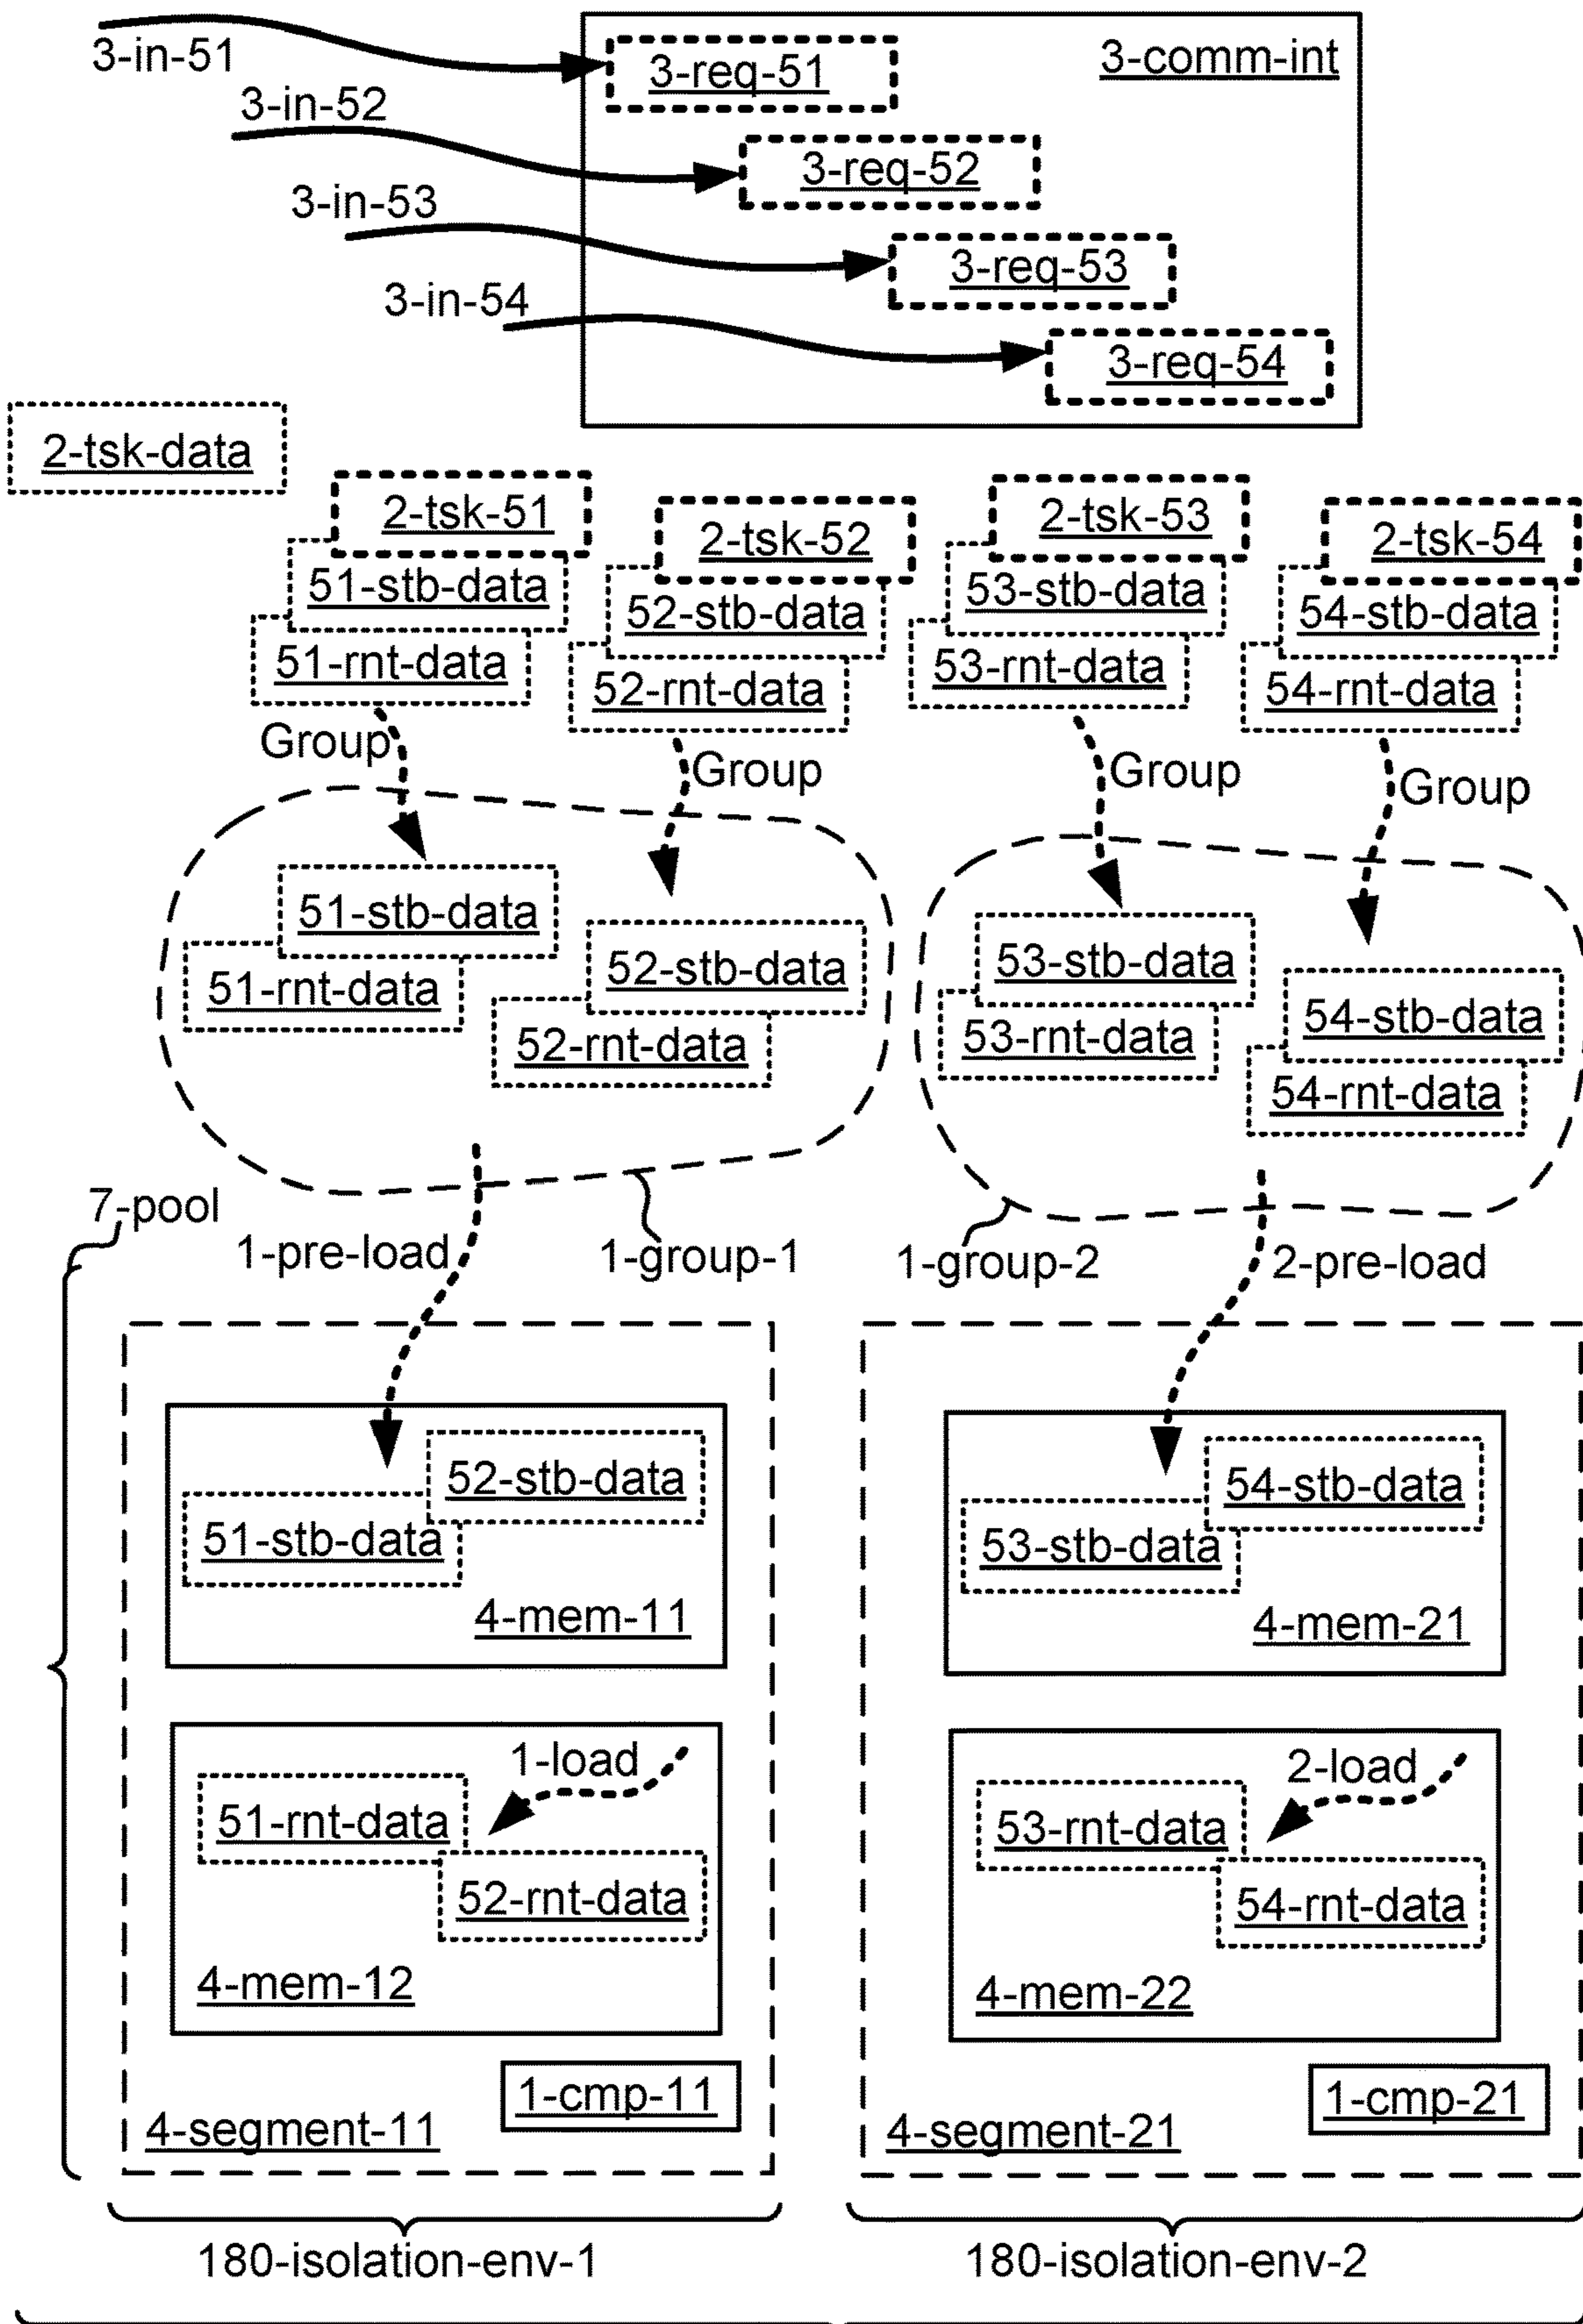 3-in-51
3-req-51
3-comm-int
3-in-52
3-req-52
3-in-53
3-req-53
3-in-54
3-req-54
2-tsk-data
2-tsk-51
2-tsk-52
2-tsk-53
2-tsk-54
51-stb-data
52-stb-data
53-stb-data
54-stb-data
51-rnt-data
52-rnt-data
53-rnt-data
54-rnt-data
Group
Group
Group
Group
51-stb-data
52-stb-data
53-stb-data
54-stb-data
51-rnt-data
52-rnt-data
53-rnt-data
54-rnt-data
7-pool
1-pre-load
1-group-1
1-group-2
2-pre-load
52-stb-data
54-stb-data
51-stb-data
53-stb-data
4-mem-11
4-mem-21
1-load
2-load
51-rnt-data
53-rnt-data
52-rnt-data
54-rnt-data
4-mem-12
4-mem-22
1-cmp-11
1-cmp-21
4-segment-11
4-segment-21
180-isolation-env-1
180-isolation-env-2